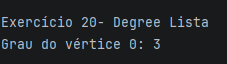 Exercício 20- Degree Lista
Grau do vértice 0: 3